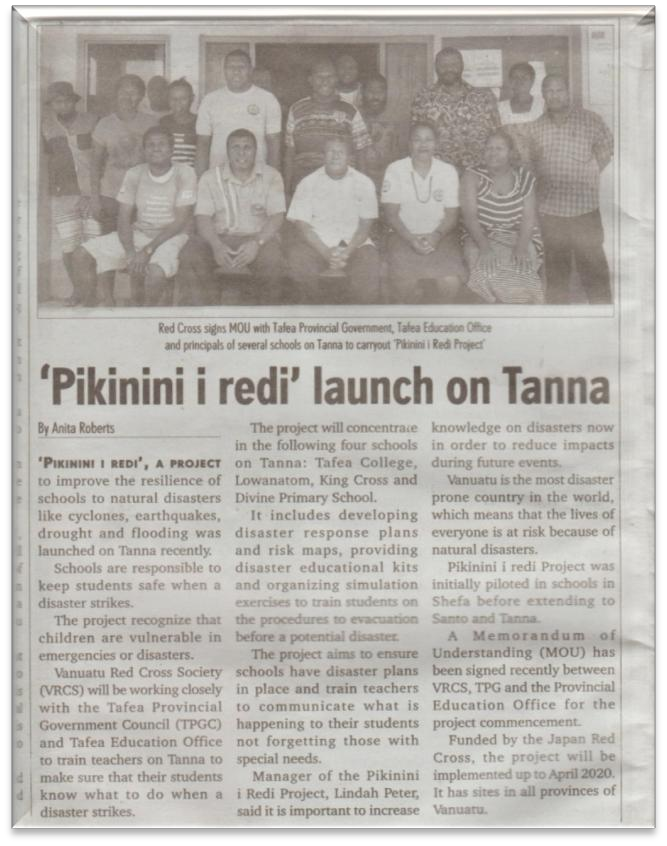 Red Cross signs MOU with Tafea Provincial Government, Tafea Education Office
and principals of several schools on Tanna to carryout 'Pikinini i Redi Project'
'Pikinini i redi' launch on Tanna
By Anita Roberts
'PIKININI I REDI', A PROJECT
to improve the resilience of
schools to natural disasters
like cyclones, earthquakes,
drought and flooding was
launched on Tanna recently.
Schools are responsible to
keep students safe when a
disaster strikes.
The project recognize that
children are vulnerable in
emergencies or disasters.
Vanuatu Red Cross Society
(VRCS) will be working closely
with the Tafea Provincial
Government Council (TPGC)
and Tafea Education Office
to train teachers on Tanna to
make sure that their students
know what to do when a
disaster strikes.
The project will concentrate
in the following four schools
on Tanna: Tafea College,
Lowanatom, King Cross and
Divine Primary School.
It includes developing
disaster response plans
and risk maps, providing
disaster educational kits
and organizing simulation
exercises to train students on
the procedures to evacuation
before a potential disaster.
The project aims to ensure
schools have disaster plans
in place and train teachers
to communicate what is
happening to their students
not forgetting those with
special needs.
Manager of the Pikinini
i Redi Project, Lindah Peter,
said it is important to increase
knowledge on disasters now
in order to reduce impacts
during future events.
Vanuatu is the most disaster
prone country in the world,
which means that the lives of
everyone is at risk because of
natural disasters.
Pikinini i redi Project was
initially piloted in schools in
Shefa before extending to
Santo and Tanna.
A Memorandum of
Understanding (MOU) has
been signed recently between
VRCS, TPG and the Provincial
Education Office for the
project commencement.
Funded by the Japan Red
Cross, the project will be
implemented up to April 2020.
It has sites in all provinces of
Vanuatu.